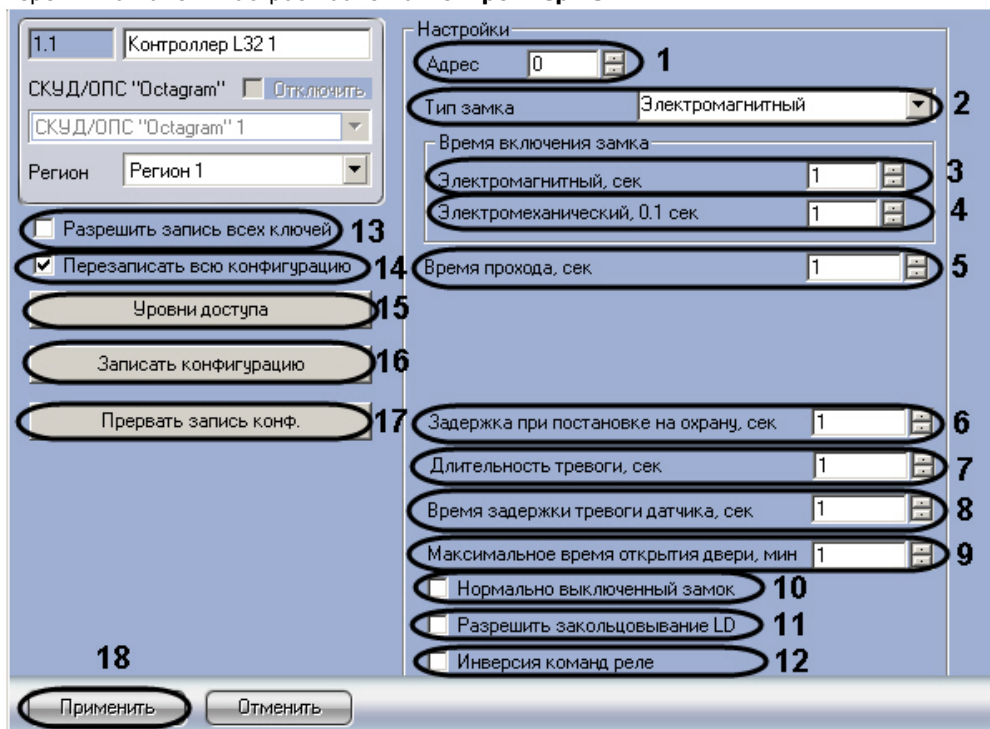 1.1 Контроллер L32 1
СКУД/ОПС "Octagram" Отключить
СКУД/ОПС "Octagram" 1
Регион Регион 1
Разрешить запись всех ключей 13
Перезаписать всю конфигурацию 14
Уровни доступа 15
Записать конфигурацию 16
Прервать запись конф. 17
Настройки
Адрес 0 1
Тип замка Электромагнитный 2
Время включения замка
Электромагнитный, сек 1 3
Электромеханический, 0.1 сек 1 4
Время прохода, сек 1 5
Задержка при постановке на охрану, сек 1 6
Длительность тревоги, сек 1 7
Время задержки тревоги датчика, сек 1 8
Максимальное время открытия двери, мин 1 9
Нормально выключенный замок 10
Разрешить закольцовывание LD 11
Инверсия команд реле 12
18
Применить Отменить